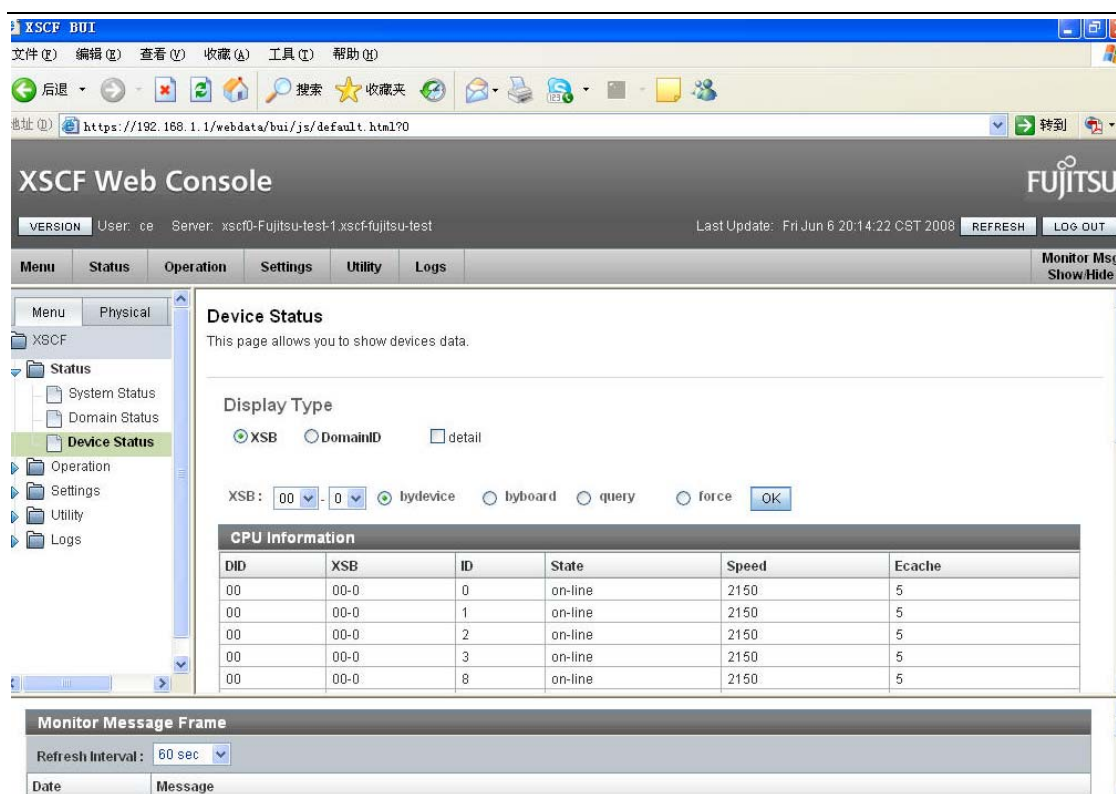 XSCF BUI
文件(F) 编辑(E) 查看(V) 收藏(A) 工具(T) 帮助(H)
后退 搜索 收藏夹
地址(D) https://192.168.1.1/webdata/bui/js/default.html?0 转到
XSCF Web Console FUJITSU
VERSION User: ce Server: xscf0-Fujitsu-test-1.xscf-fujitsu-test Last Update: Fri Jun 6 20:14:22 CST 2008 REFRESH LOG OUT
Menu Status Operation Settings Utility Logs Monitor Msg
Show/Hide
Menu Physical
XSCF
Status
System Status
Domain Status
Device Status
Operation
Settings
Utility
Logs
Device Status
This page allows you to show devices data.
Display Type
XSB DomainID detail
XSB: 00 - 0 bydevice byboard query force OK
CPU Information
DID XSB ID State Speed Ecache
00 00-0 0 on-line 2150 5
00 00-0 1 on-line 2150 5
00 00-0 2 on-line 2150 5
00 00-0 3 on-line 2150 5
00 00-0 8 on-line 2150 5
Monitor Message Frame
Refresh Interval: 60 sec
Date Message